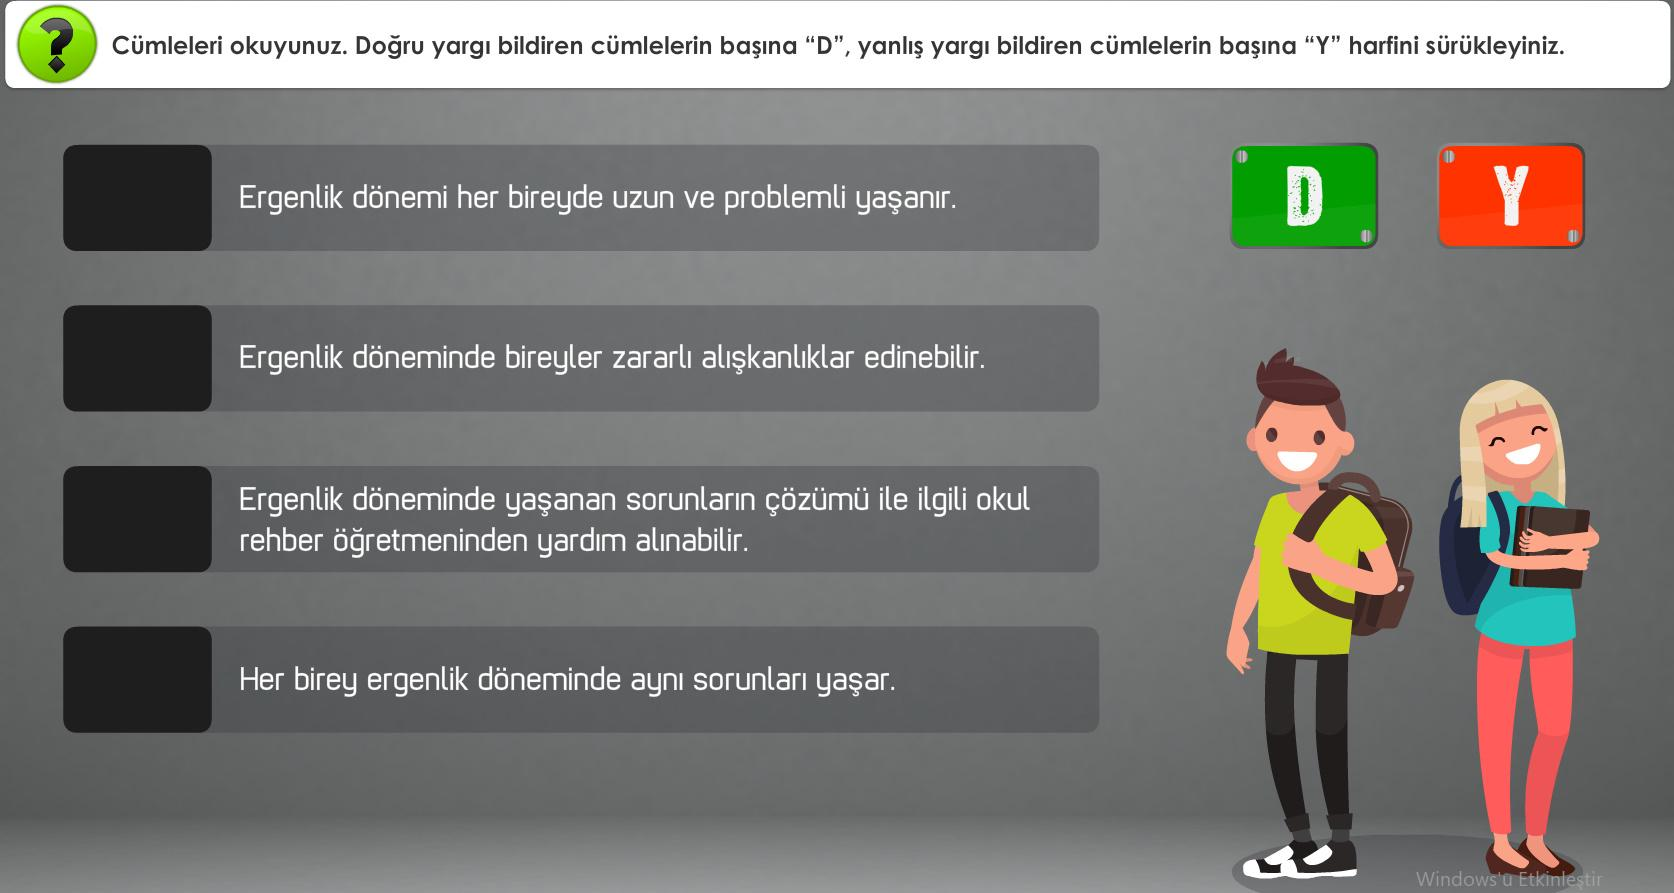 ?
Cümleleri okuyunuz. Doğru yargı bildiren cümlelerin başına “D”, yanlış yargı bildiren cümlelerin başına “Y” harfini sürükleyiniz.
D
Y
Ergenlik dönemi her bireyde uzun ve problemli yaşanır.
Ergenlik döneminde bireyler zararlı alışkanlıklar edinebilir.
Ergenlik döneminde yaşanan sorunların çözümü ile ilgili okul
rehber öğretmeninden yardım alınabilir.
Her birey ergenlik döneminde aynı sorunları yaşar.
Windows'u Etkinleştir